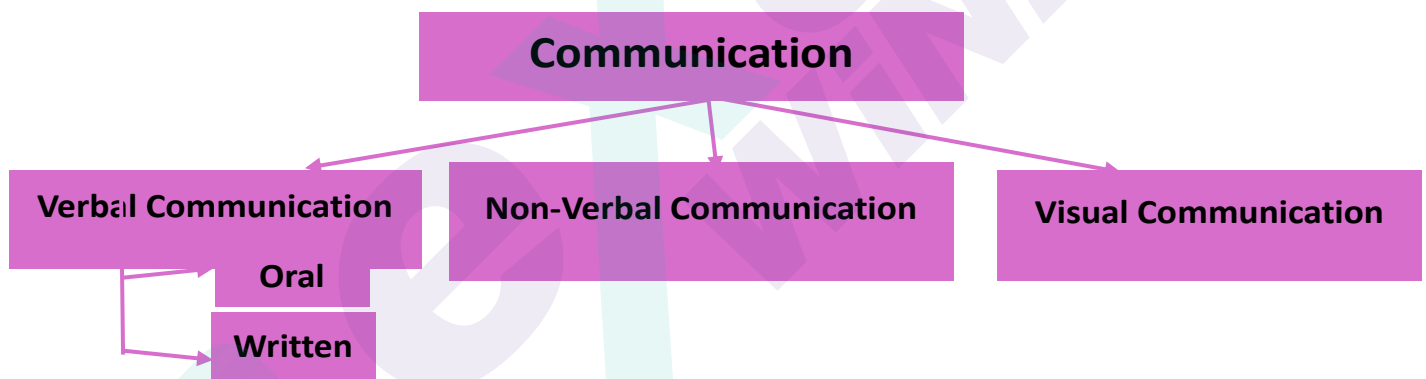 Communication
Verbal Communication
Non-Verbal Communication
Visual Communication
Oral
Written